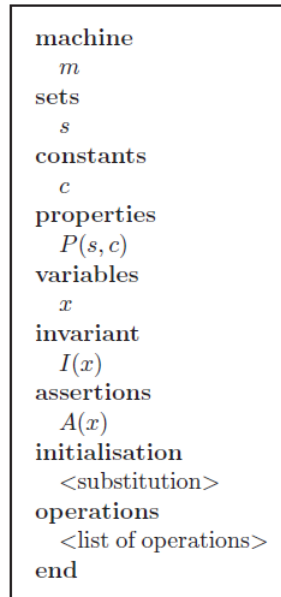 machine
m
sets
s
constants
c
properties
P(s, c)
variables
x
invariant
I(x)
assertions
A(x)
initialisation
<substitution>
operations
<list of operations>
end